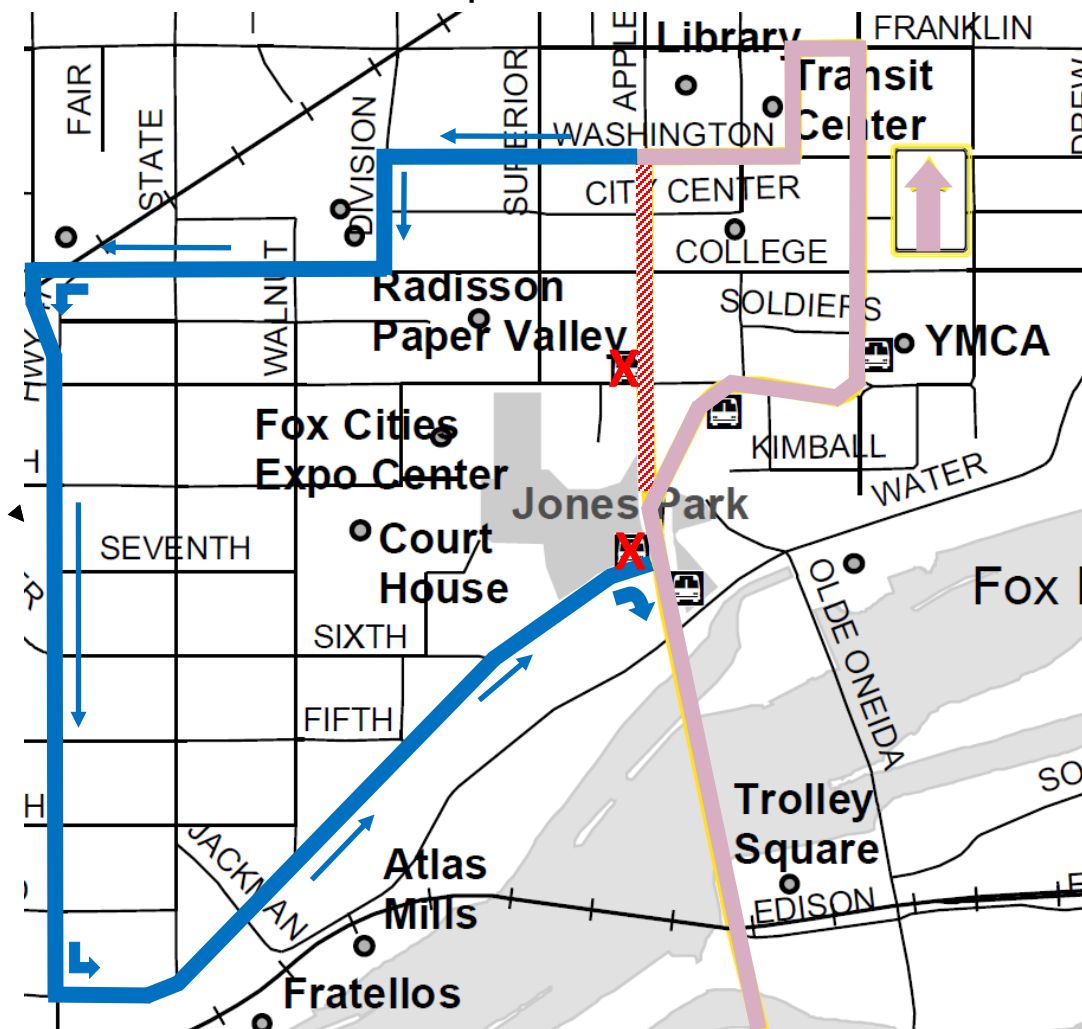 FRANKLIN
Library
APPLE
FAIR
Transit
Center
SUPERIOR
DIVISION
STATE
WASHINGTON
CITY CENTER
COLLEGE
WALNUT
Radisson
Paper Valley
SOLDIERS
YMCA
X
Fox Cities
Expo Center
KIMBALL
WATER
Jones Park
Court
House
SEVENTH
X
Fox
OLDE ONEIDA
SIXTH
FIFTH
Trolley
Square
JACKMAN
Atlas
Mills
EDISON
Fratellos